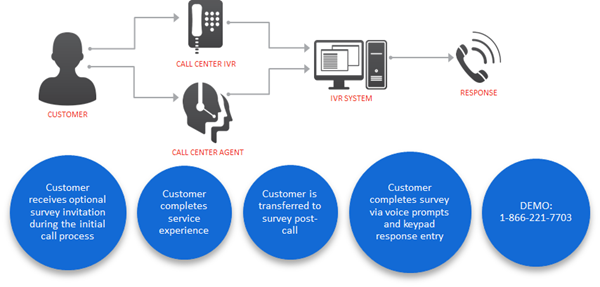 CALL CENTER IVR
CUSTOMER
IVR SYSTEM
RESPONSE
CALL CENTER AGENT
Customer
receives optional
survey invitation
during the initial
call process
Customer
completes
service
experience
Customer is
transferred to
survey post-
call
Customer
completes survey
via voice prompts
and keypad
response entry
DEMO:
1-866-221-7703